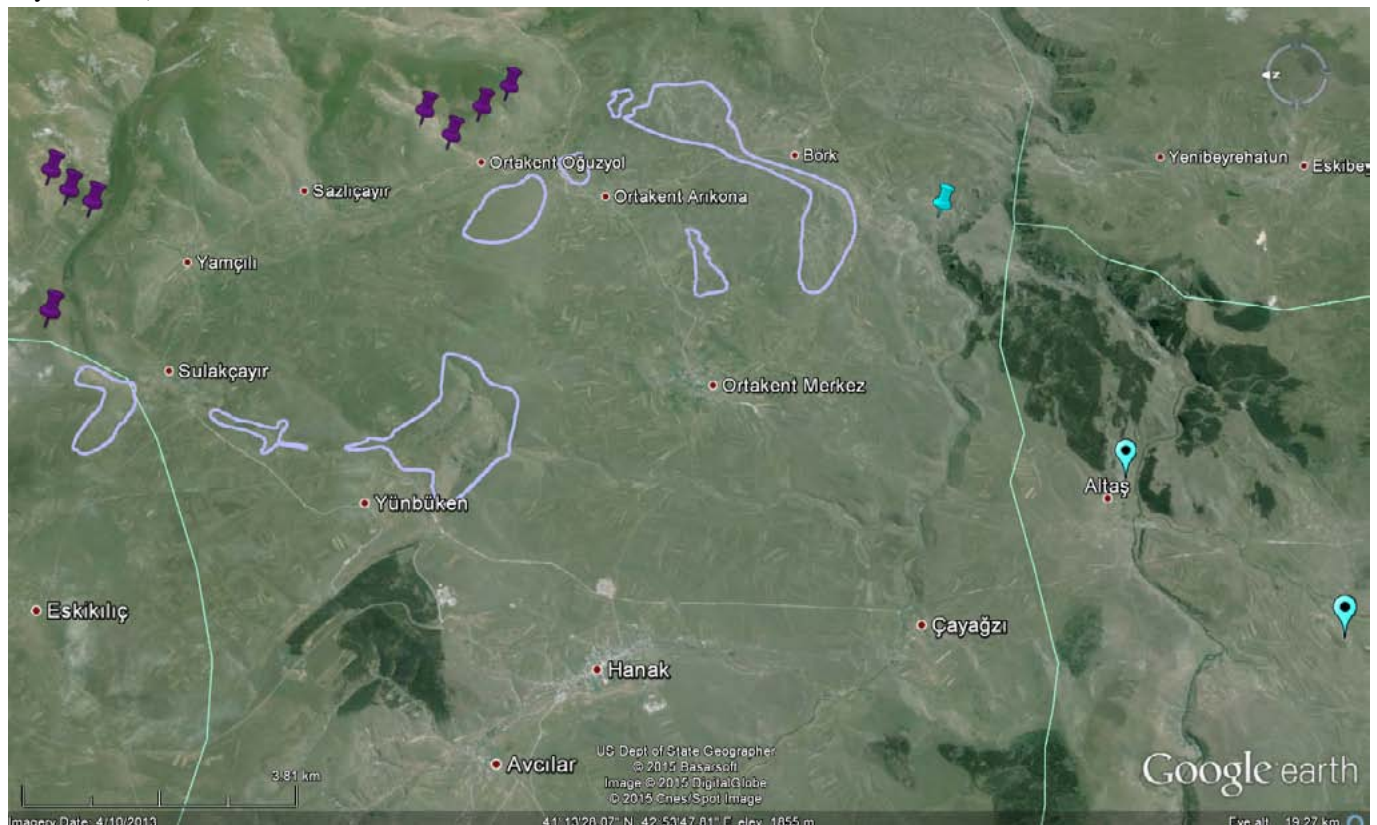 z
Börk
Ortakent Oğuzyol
Yenibeyrehatun
Eskibey
Sazlıçayır
Ortakent Arıkona
Yamçılı
Sulakçayır
Ortakent Merkez
Altaş
Yünbüken
Eskikılıç
Çayağzı
Hanak
Avcılar
US Dept of State Geographer
© 2015 Basarsoft
Image © 2015 DigitalGlobe
© 2015 Cnes/Spot Image
Google earth
3.81 km
Imagery Date: 4/10/2013
41°13'28.07" N 42°53'47.81" E elev 1855 m
Eye alt 19.27 km